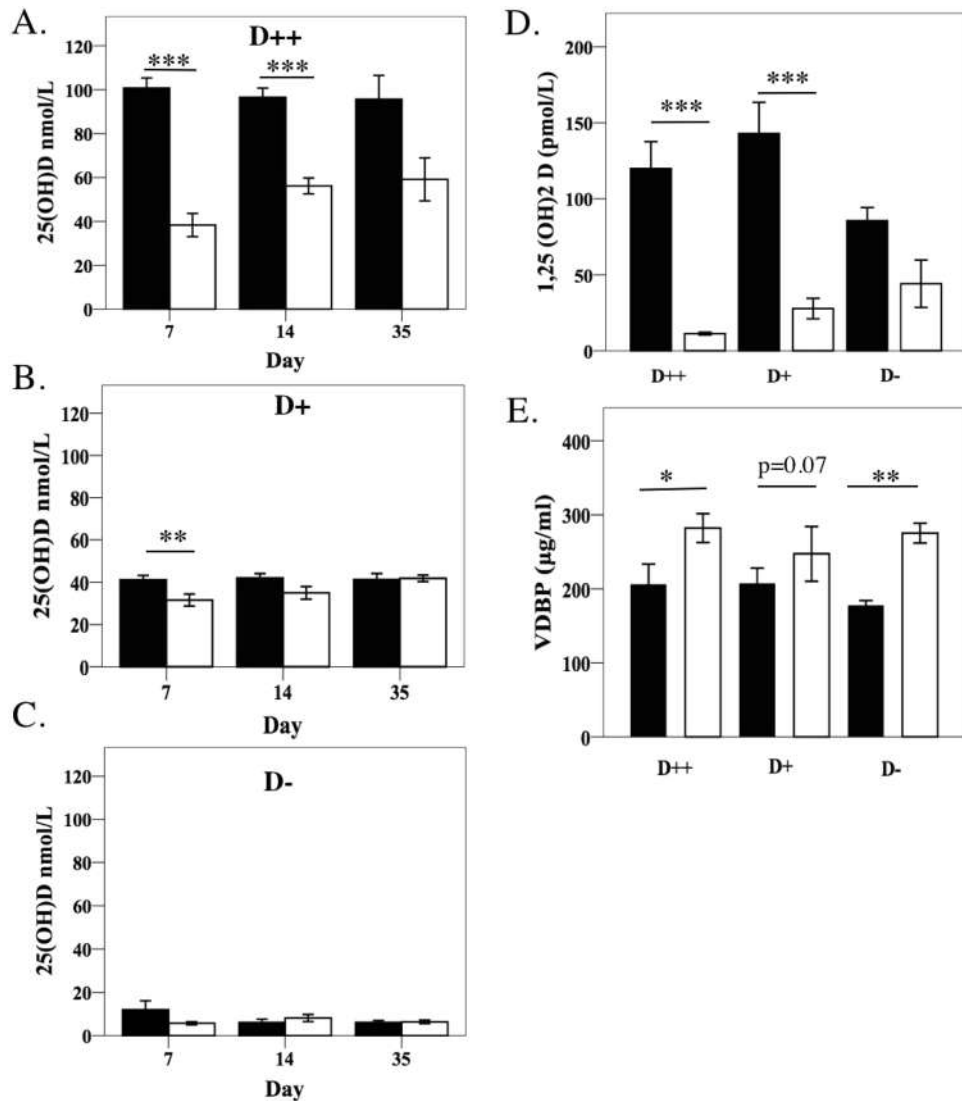 A.
D++
***
***
25(OH)D nmol/L
120
100
80
60
40
20
0
7
14
35
Day
B.
D+
**
25(OH)D nmol/L
120
100
80
60
40
20
0
7
14
35
Day
C.
D-
25(OH)D nmol/L
120
100
80
60
40
20
0
7
14
35
Day
D.
***
***
1,25 (OH)2 D (pmol/L)
200
150
100
50
0
D++
D+
D-
E.
*
p=0.07
**
VDBP (µg/ml)
400
300
200
100
0
D++
D+
D-